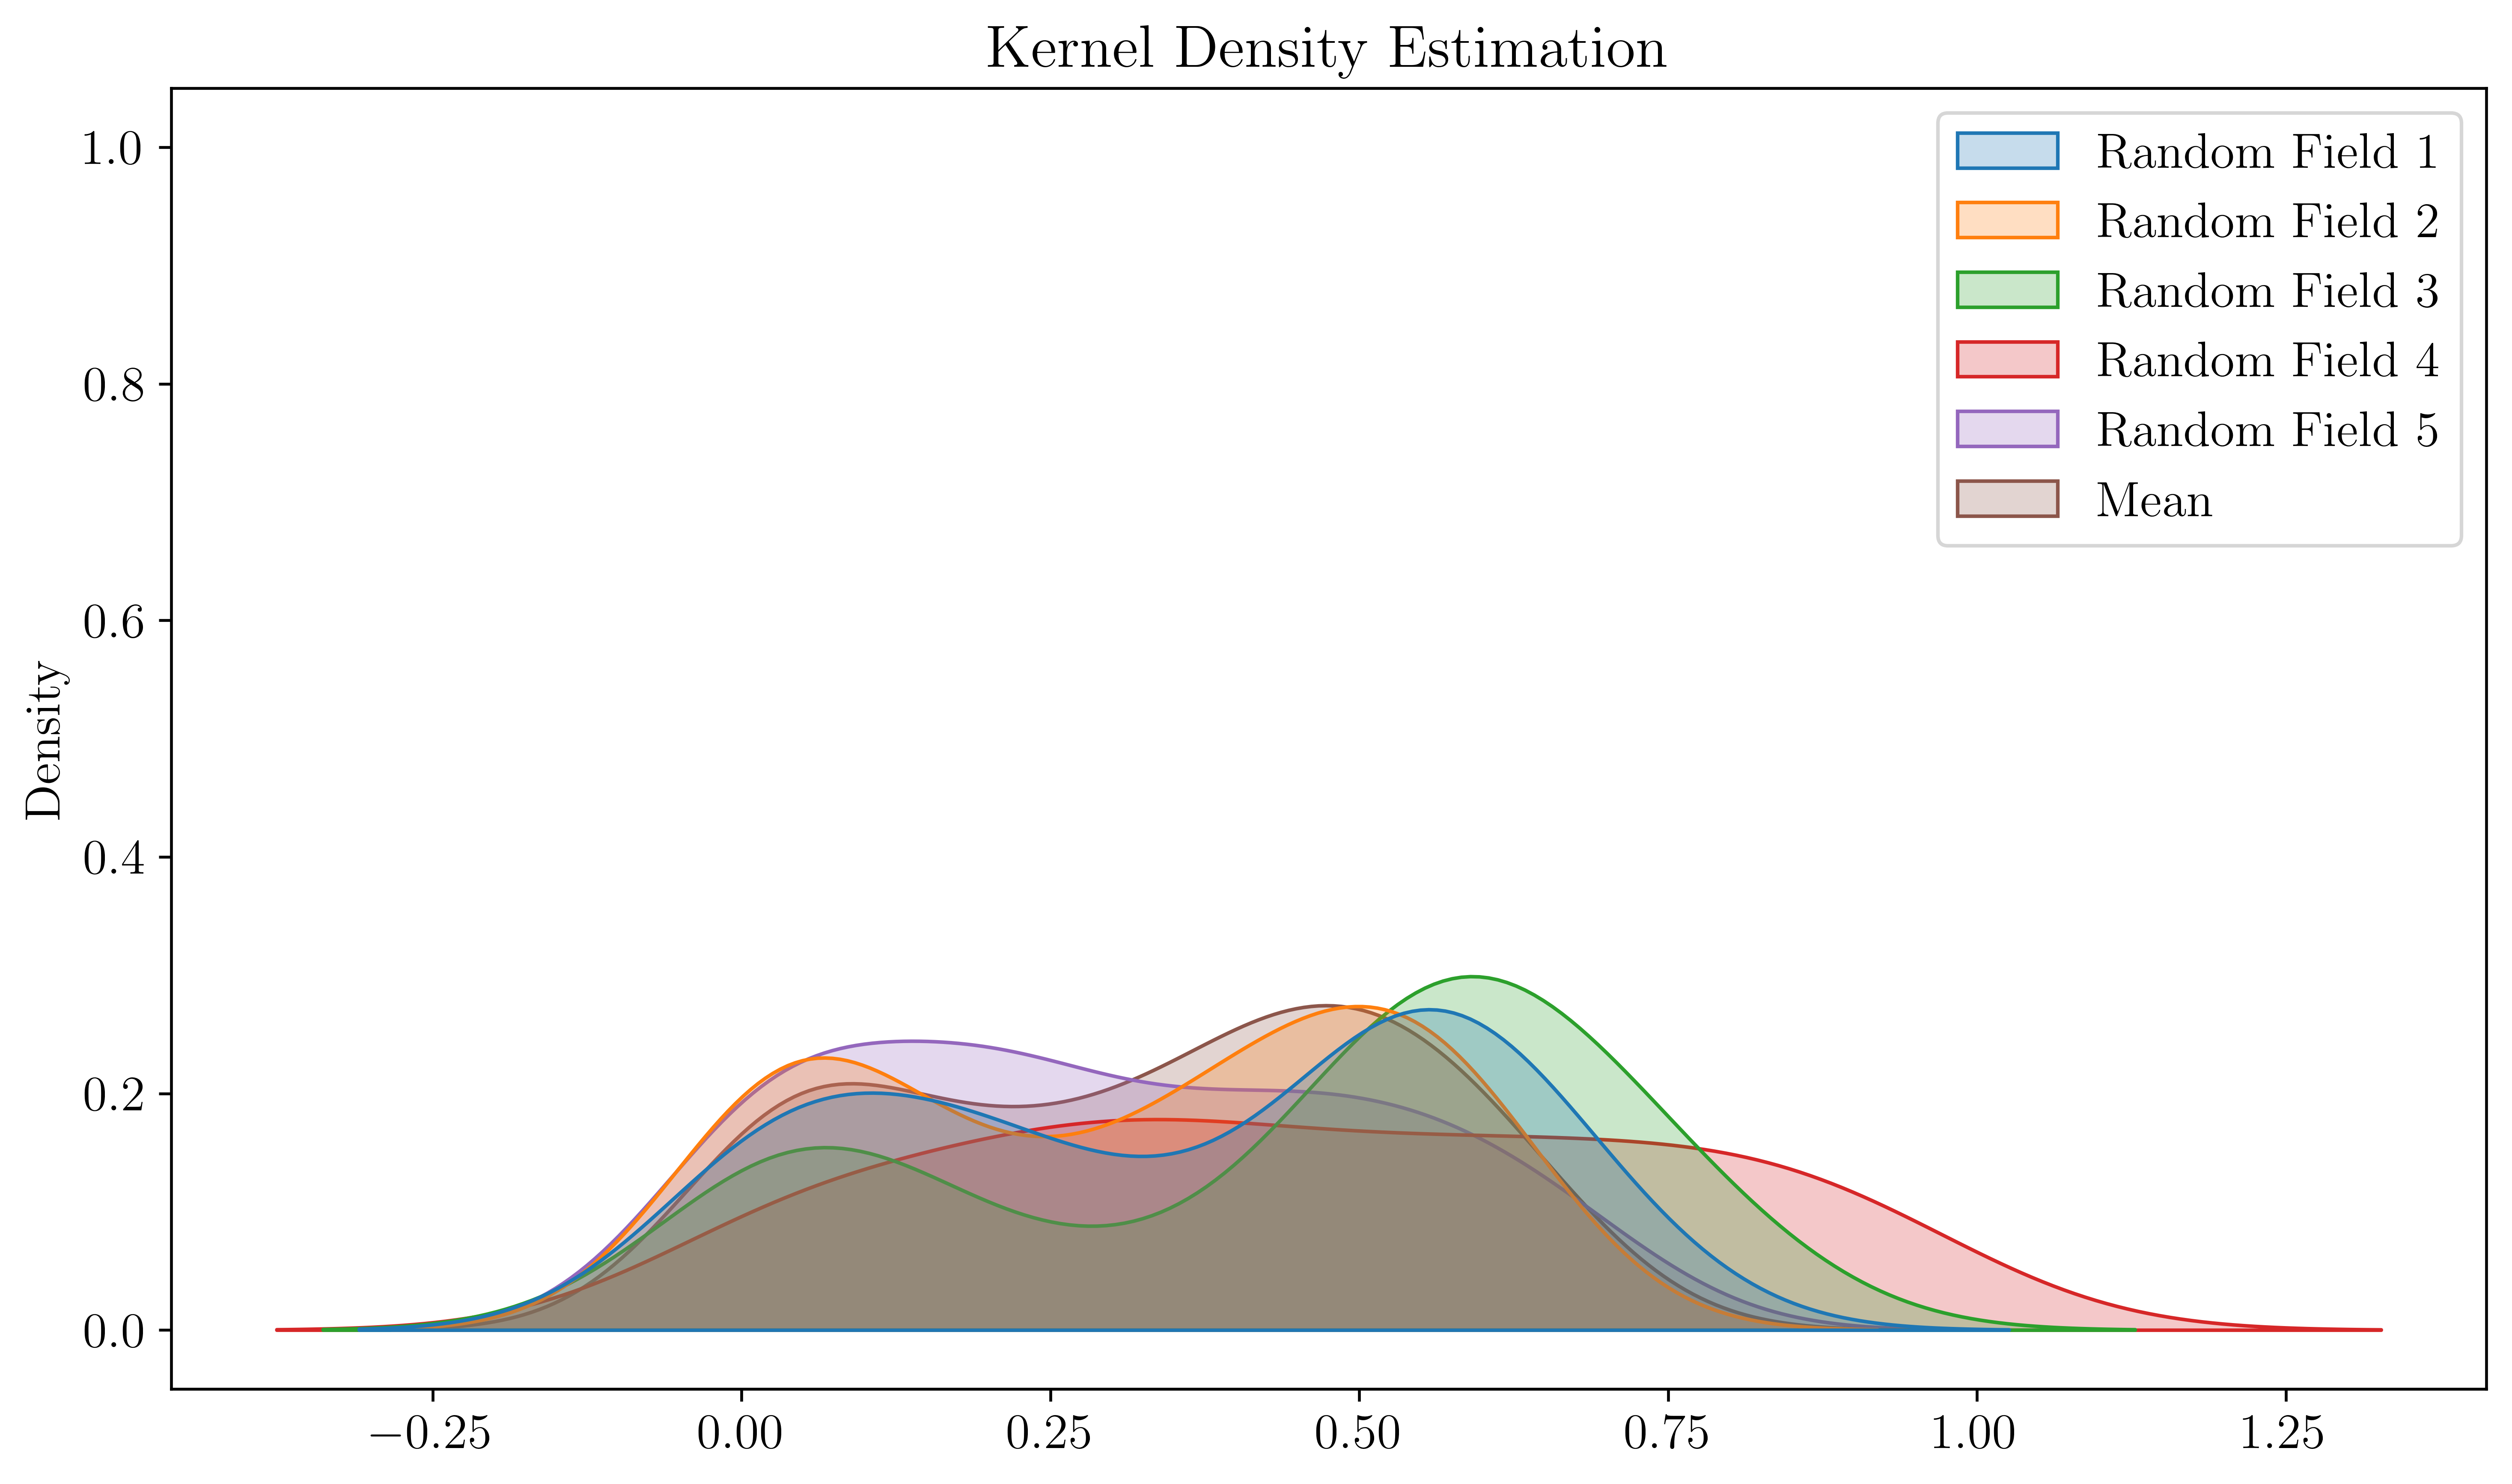 Kernel Density Estimation
Density
1.0
0.8
0.6
0.4
0.2
0.0
−0.25
0.00
0.25
0.50
0.75
1.00
1.25
Random Field 1
Random Field 2
Random Field 3
Random Field 4
Random Field 5
Mean